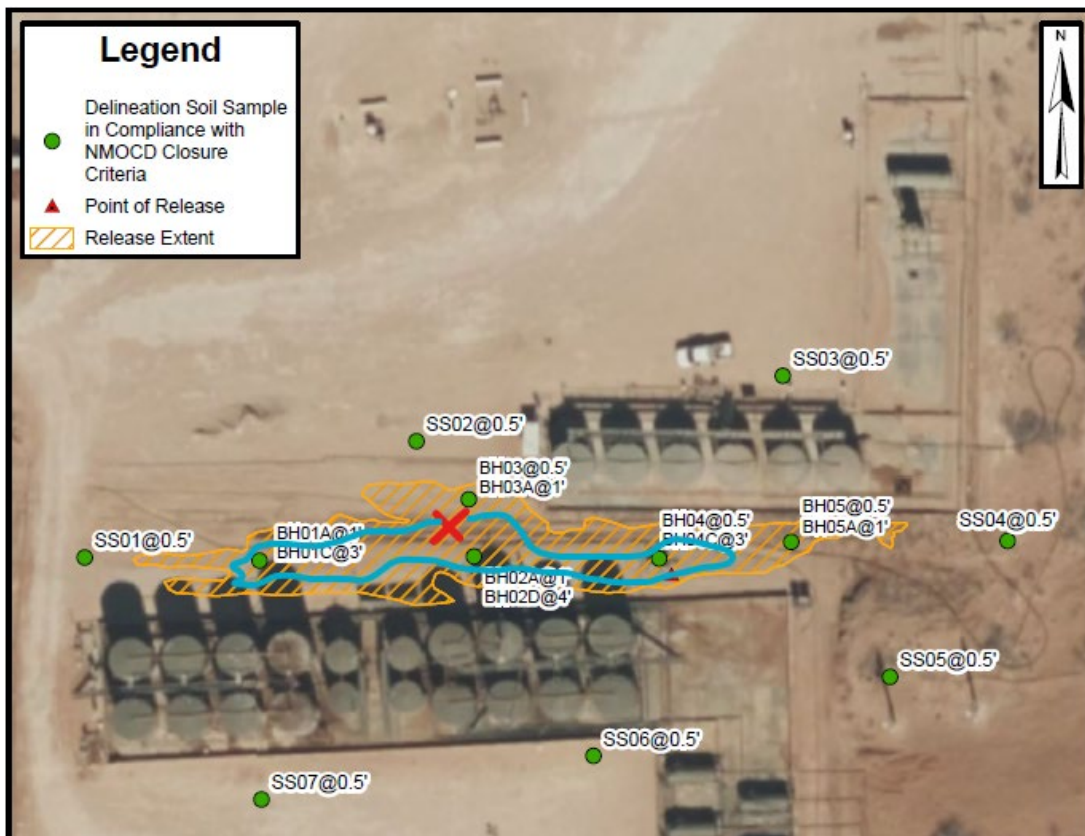 Legend
Delineation Soil Sample
in Compliance with
NMOCD Closure
Criteria
Point of Release
Release Extent
N
SS03@0.5'
SS02@0.5'
BH03@0.5'
BH03A@1'
BH01A@1'
BH01C@3'
BH04@0.5'
BH04C@3'
BH05@0.5'
BH05A@1'
SS01@0.5'
SS04@0.5'
BH02A@1'
BH02D@4'
SS05@0.5'
SS06@0.5'
SS07@0.5'